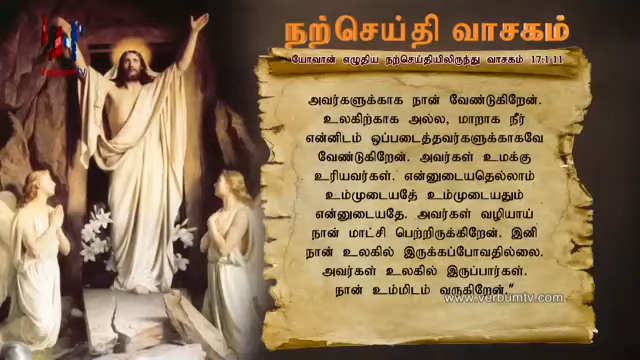 நற்செய்தி வாசகம்
யோவான் எழுதிய நற்செய்தியிலிருந்து வாசகம் 17:1-11
அவர்களுக்காக நான் வேண்டுகிறேன்.
உலகிற்காக அல்ல, மாறாக நீர்
என்னிடம் ஒப்படைத்தவர்களுக்காகவே
வேண்டுகிறேன். அவர்கள் உமக்கு
உரியவர்கள். என்னுடையதெல்லாம்
உம்முடையதே உம்முடையதும்
என்னுடையதே. அவர்கள் வழியாய்
நான் மாட்சி பெற்றிருக்கிறேன். இனி
நான் உலகில் இருக்கப்போவதில்லை.
அவர்கள் உலகில் இருப்பார்கள்.
நான் உம்மிடம் வருகிறேன்."
www.verbumtv.com